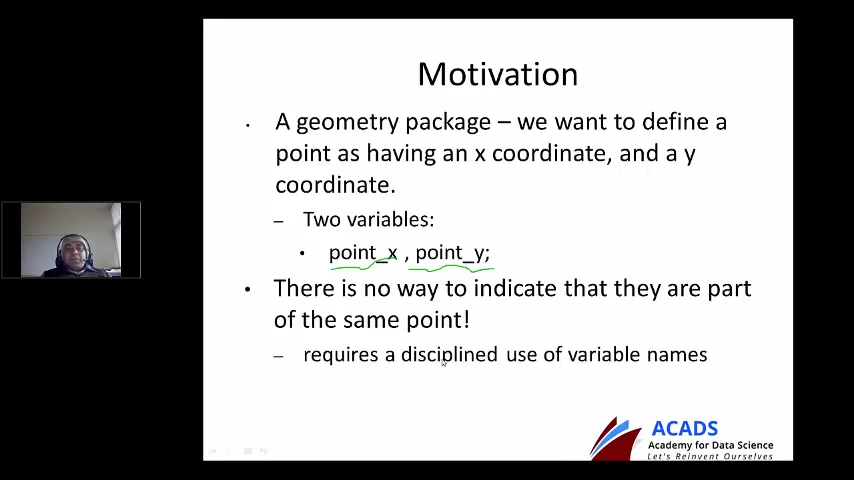 Motivation
• A geometry package – we want to define a
point as having an x coordinate, and a y
coordinate.
– Two variables:
• point_x , point_y;
• There is no way to indicate that they are part
of the same point!
– requires a disciplined use of variable names
ACADS
Academy for Data Science
Let's Reinvent Ourselves